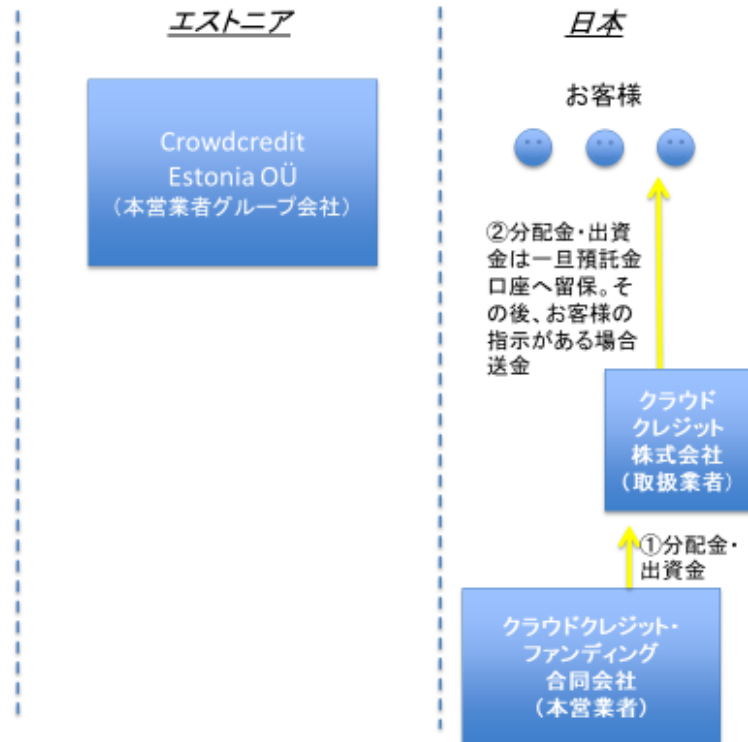 エストニア
Crowdcredit
Estonia OÜ
(本営業者グループ会社)
日本
お客様
②分配金・出資
金は一旦預託金
口座へ留保。そ
の後、お客様の
指示がある場合
送金
クラウド
クレジット
株式会社
(取扱業者)
①分配金・
出資金
クラウドクレジット・
ファンディング
合同会社
(本営業者)